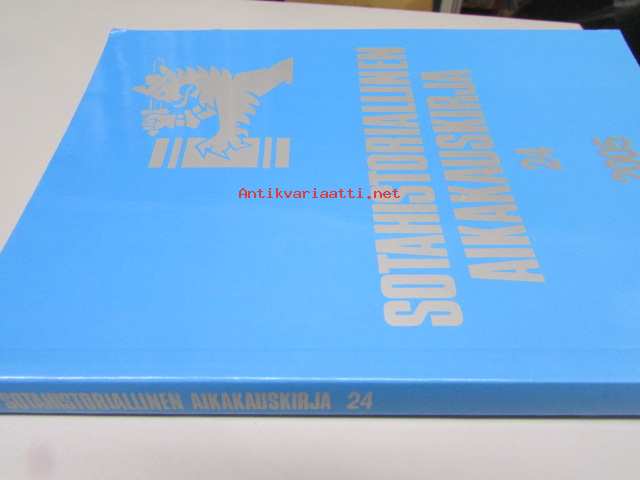 SOTAHISTORIALLINEN
AIKAKAUSKIRJA
24
2005
Antikvariaatti.net
SOTAHISTORIALLINEN AIKAKAUSKIRJA 24